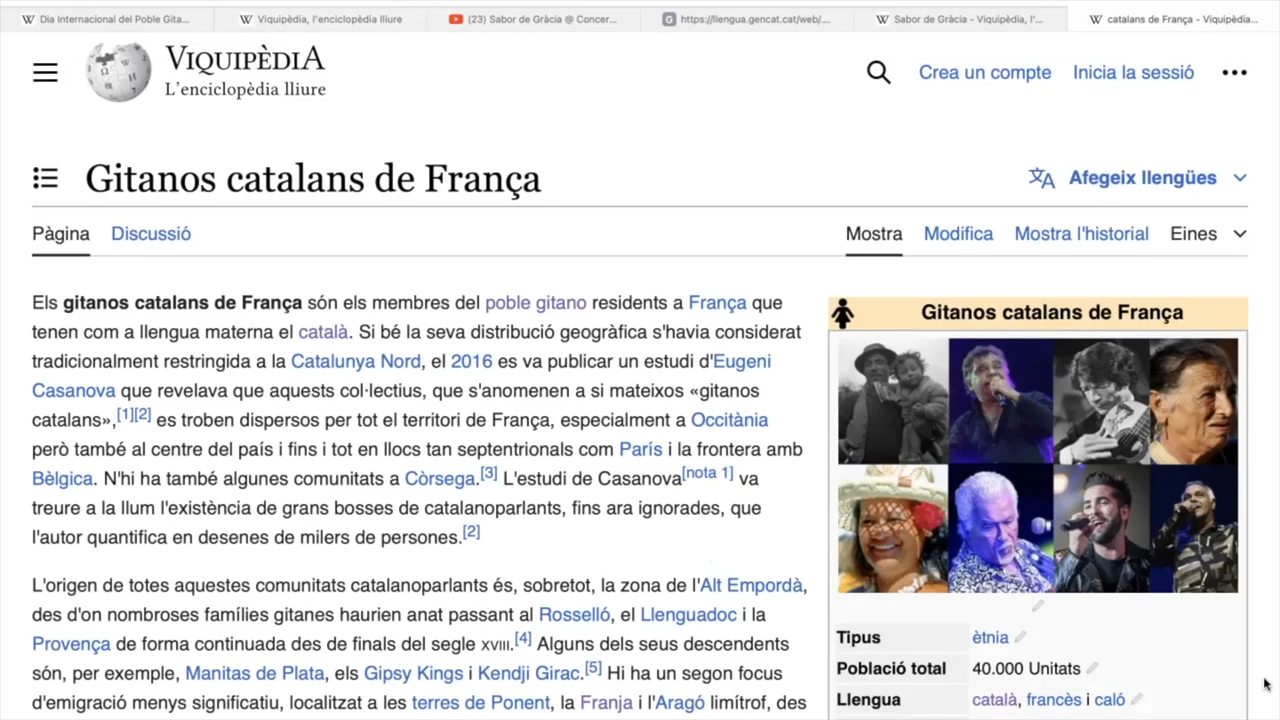 Dia Internacional del Poble Gita...
Viquipèdia, l'enciclopèdia lliure
(23) Sabor de Gràcia @ Concer...
https://llengua.gencat.cat/web/....
Sabor de Gràcia - Viquipèdia, l'...
catalans de França - Viquipèdia...
VIQUIPÈDIA
L'enciclopèdia lliure
Crea un compte
Inicia la sessió
Gitanos catalans de França
Afegeix llengües
Pàgina
Discussió
Mostra
Modifica
Mostra l'historial
Eines
Els gitanos catalans de França són els membres del poble gitano residents a França que
tenen com a llengua materna el català. Si bé la seva distribució geogràfica s'havia considerat
tradicionalment restringida a la Catalunya Nord, el 2016 es va publicar un estudi d'Eugeni
Casanova que revelava que aquests col·lectius, que s'anomenen a si mateixos «gitanos
catalans»,[1][2] es troben dispersos per tot el territori de França, especialment a Occitània
però també al centre del país i fins i tot en llocs tan septentrionals com París i la frontera amb
Bèlgica. N'hi ha també algunes comunitats a Còrsega.[3] L'estudi de Casanova[nota 1] va
treure a la llum l'existència de grans bosses de catalanoparlants, fins ara ignorades, que
l'autor quantifica en desenes de milers de persones.[2]
L'origen de totes aquestes comunitats catalanoparlants és, sobretot, la zona de l'Alt Empordà,
des d'on nombroses famílies gitanes haurien anat passant al Rosselló, el Llenguadoc i la
Provença de forma continuada des de finals del segle XVIII.[4] Alguns dels seus descendents
són, per exemple, Manitas de Plata, els Gipsy Kings i Kendji Girac.[5] Hi ha un segon focus
d'emigració menys significatiu, localitzat a les terres de Ponent, la Franja i l'Aragó limítrof, des
Gitanos catalans de França
Tipus
ètnia
Població total
40.000 Unitats
Llengua
català, francès i caló